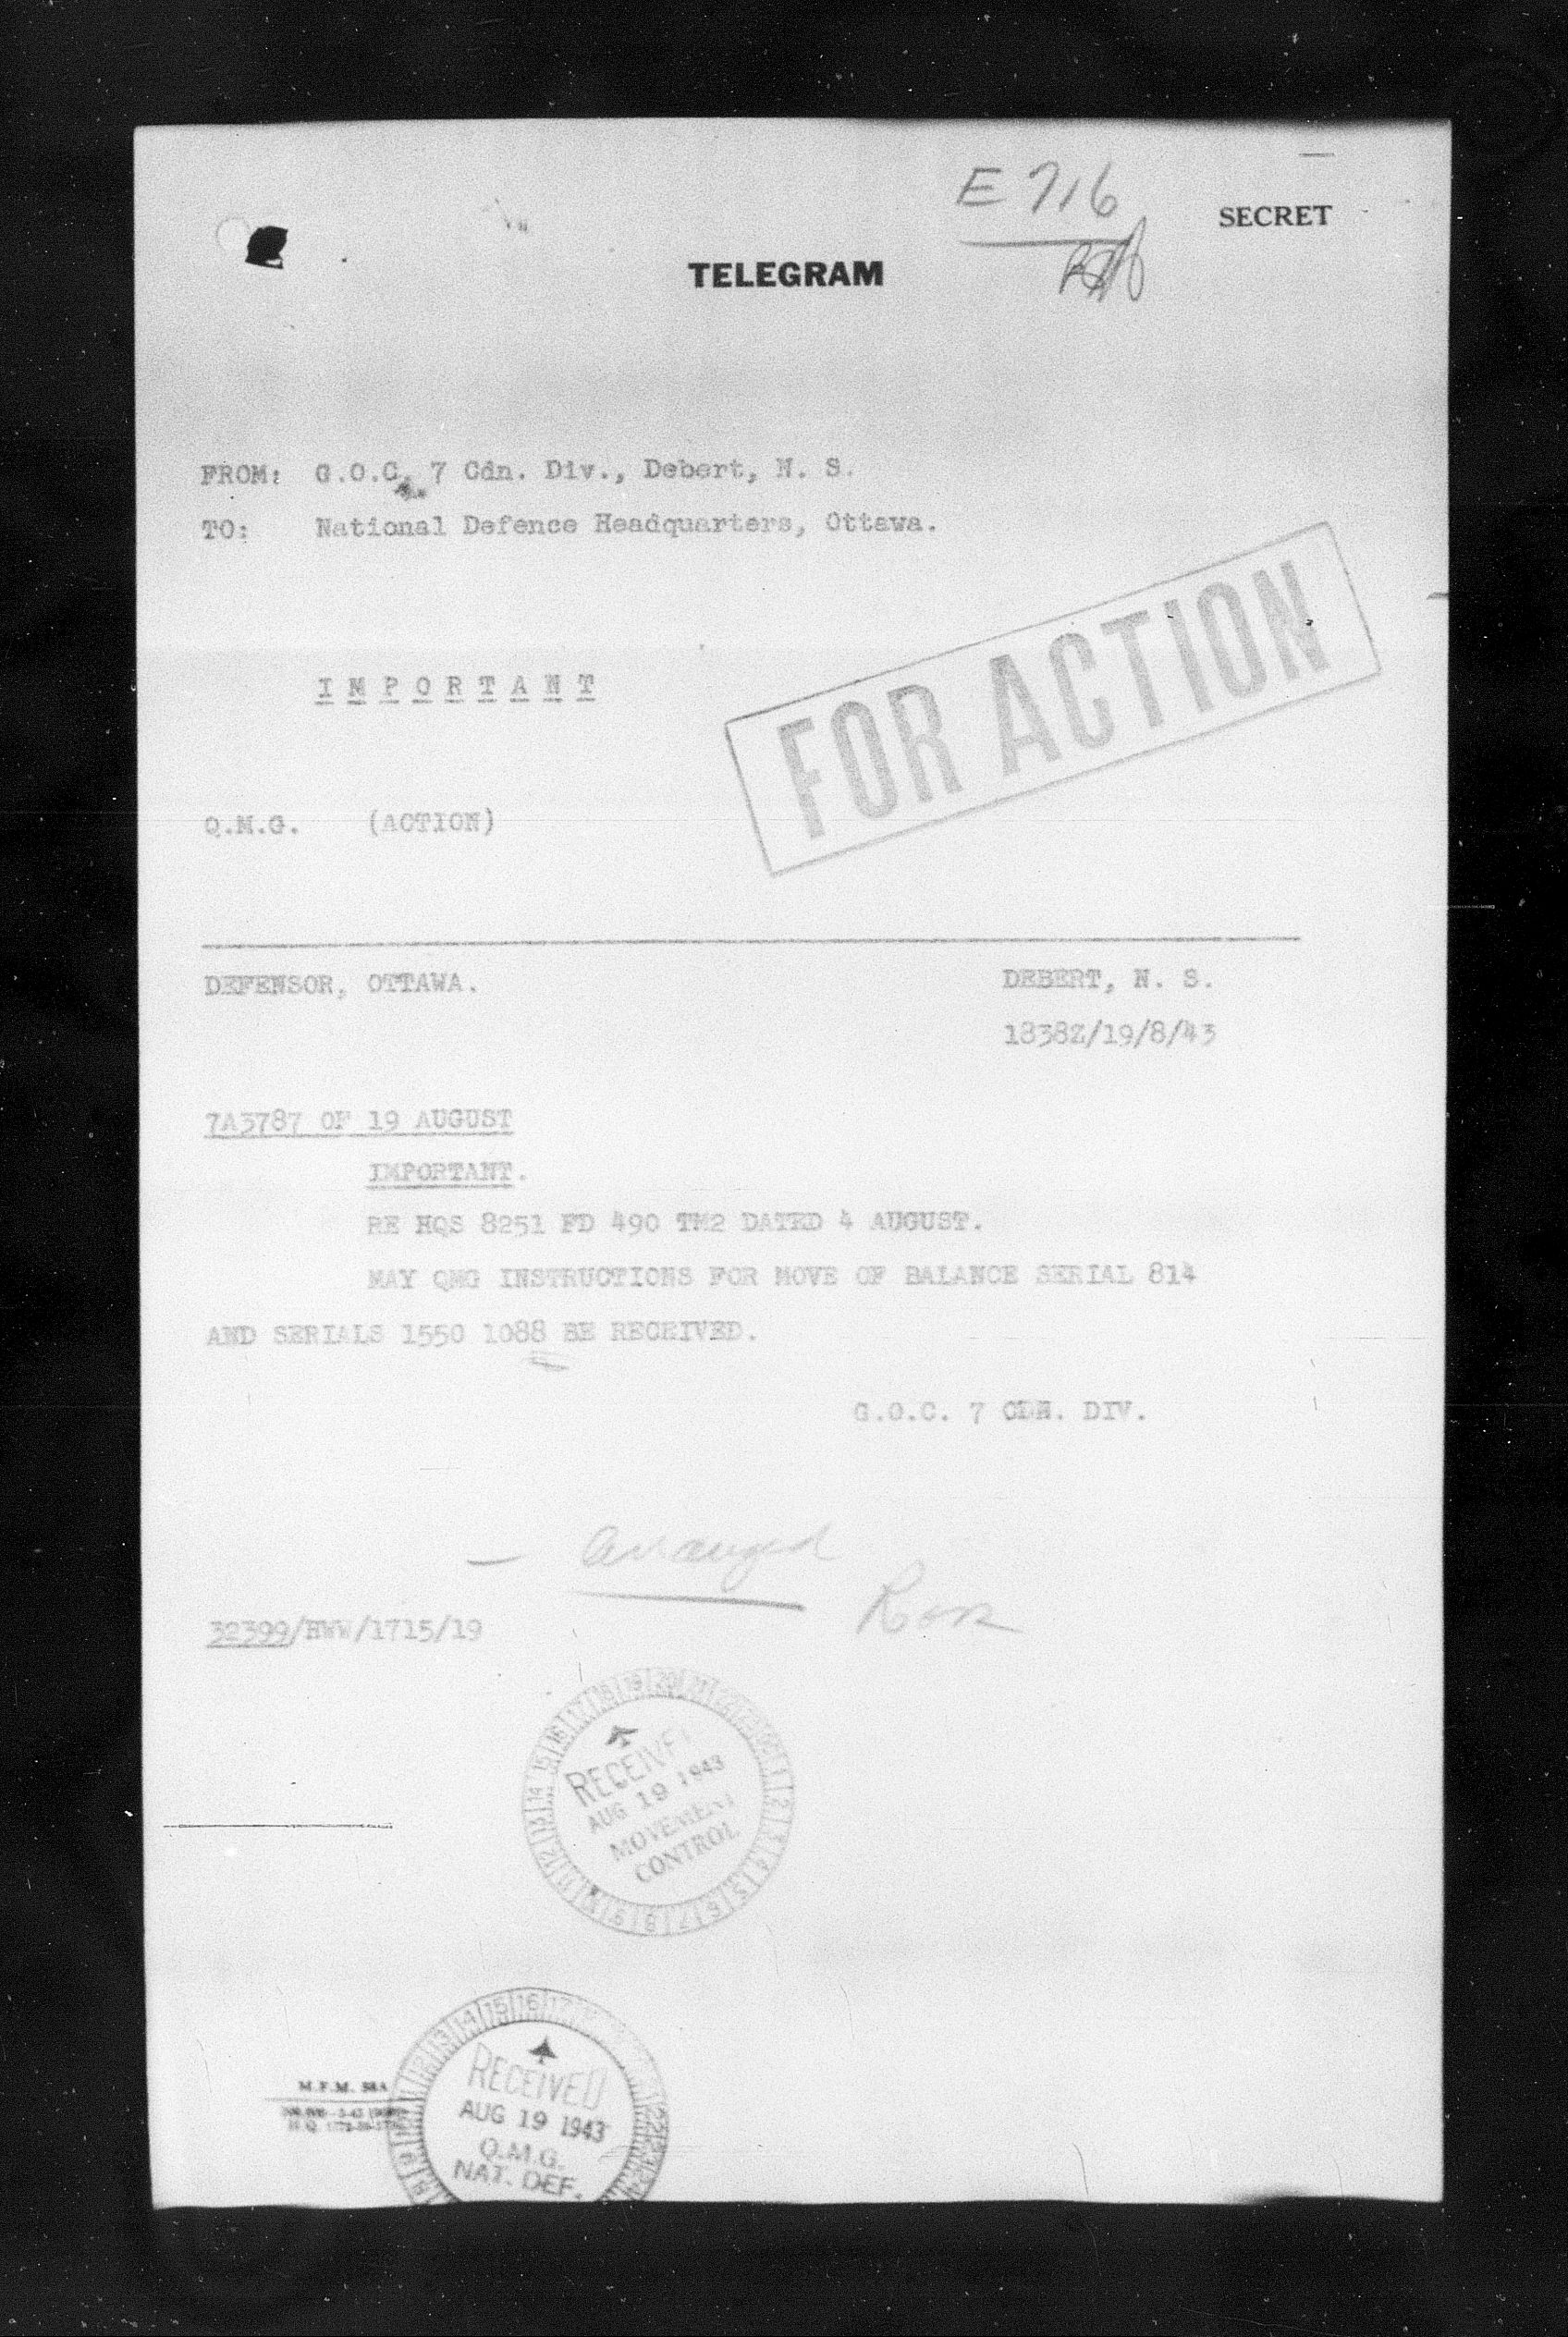 E 716
SECRET
TELEGRAM
FROM: G.O.C. 7 Cdn. Div., Debert, N. S.
TO: National Defence Headquarters, Ottawa.
FOR ACTION
I M P O R T A N T
Q.M.G. (ACTION)
DEFENSOR, OTTAWA. DEBERT, N. S.
1838Z/19/8/43
7A3787 OF 19 AUGUST
IMPORTANT.
RE HQS 8251 FD 490 TM2 DATED 4 AUGUST.
MAY QMG INSTRUCTIONS FOR MOVE OF BALANCE SERIAL 814
AND SERIALS 1550 1088 BE RECEIVED.
G.O.C. 7 CDN. DIV.
— arranged
32399/HWW/1715/19
RECEIVED
AUG 19 1943
MOVEMENT
CONTROL
RECEIVED
AUG 19 1943
Q.M.G.
NAT. DEF.
M.F.M.